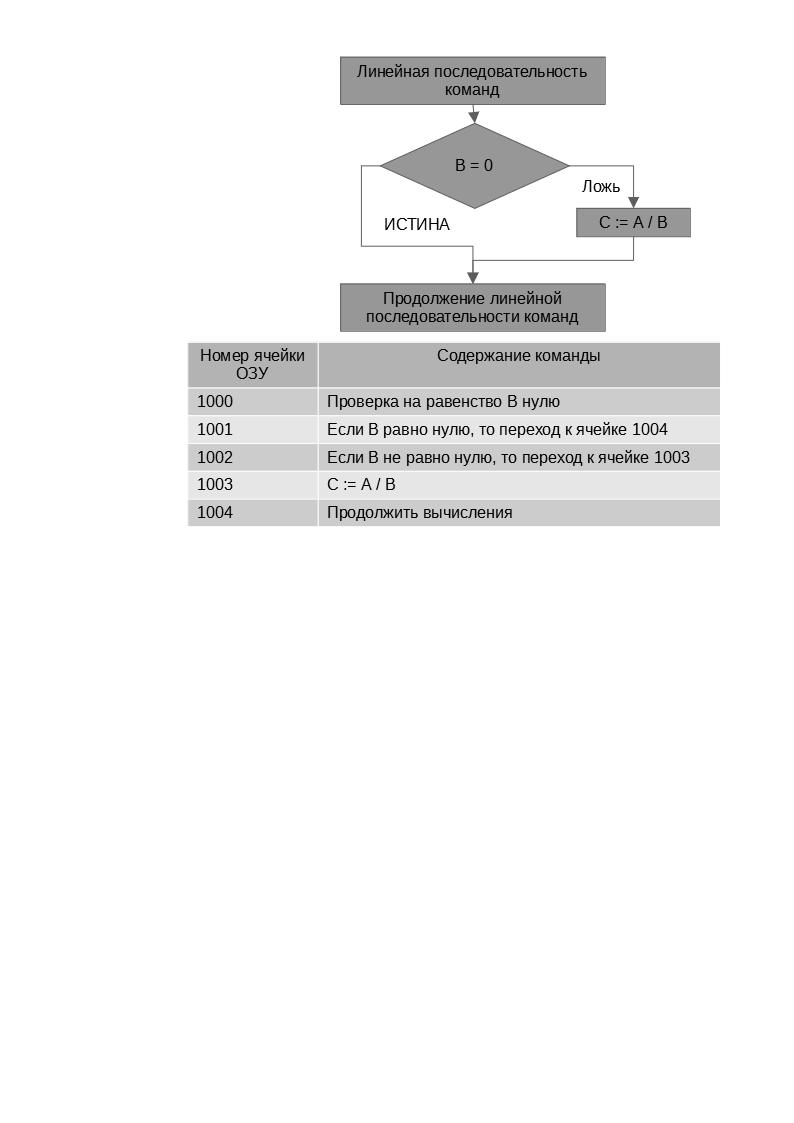 Линейная последовательность
команд
B = 0
Ложь
C := A / B
ИСТИНА
Продолжение линейной
последовательности команд
Номер ячейки
ОЗУ
Содержание команды
1000
Проверка на равенство В нулю
1001
Если В равно нулю, то переход к ячейке 1004
1002
Если В не равно нулю, то переход к ячейке 1003
1003
C := A / B
1004
Продолжить вычисления